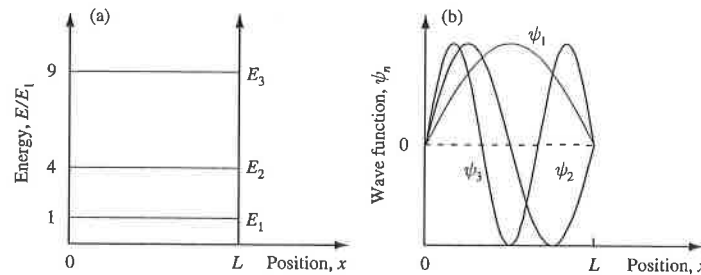 (a)
Energy, E/E₁
9
4
1
E₃
E₂
E₁
0
L
Position, x
(b)
Wave function, ψₙ
0
ψ₁
ψ₃
ψ₂
0
L
Position, x